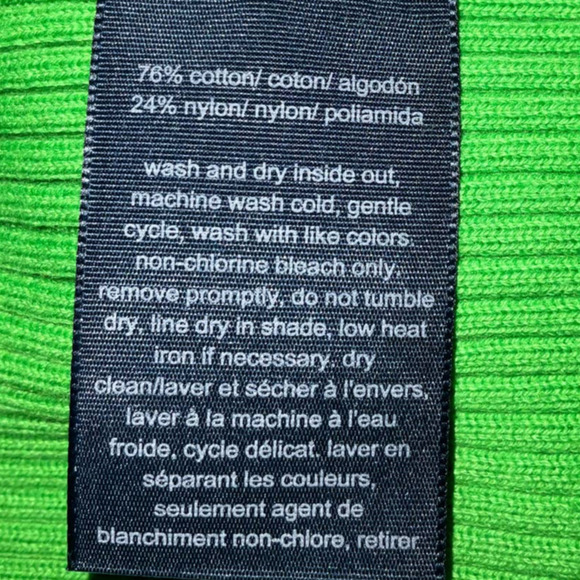 76% cotton/ coton/ algodón
24% nylon/ nylon/ poliamida
wash and dry inside out,
machine wash cold, gentle
cycle, wash with like colors.
non-chlorine bleach only.
remove promptly, do not tumble
dry, line dry in shade, low heat
iron if necessary. dry
clean/laver et sécher à l'envers,
laver à la machine à l'eau
froide, cycle délicat. laver en
séparant les couleurs,
seulement agent de
blanchiment non-chlore, retirer